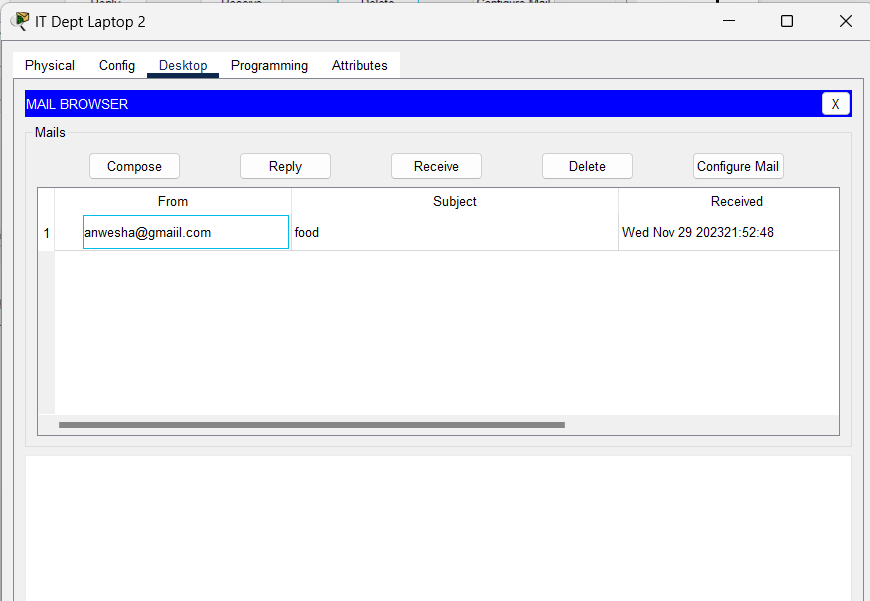 IT Dept Laptop 2
Physical Config Desktop Programming Attributes
MAIL BROWSER X
Mails
Compose Reply Receive Delete Configure Mail
From Subject Received
1 anwesha@gmaiil.com food Wed Nov 29 202321:52:48